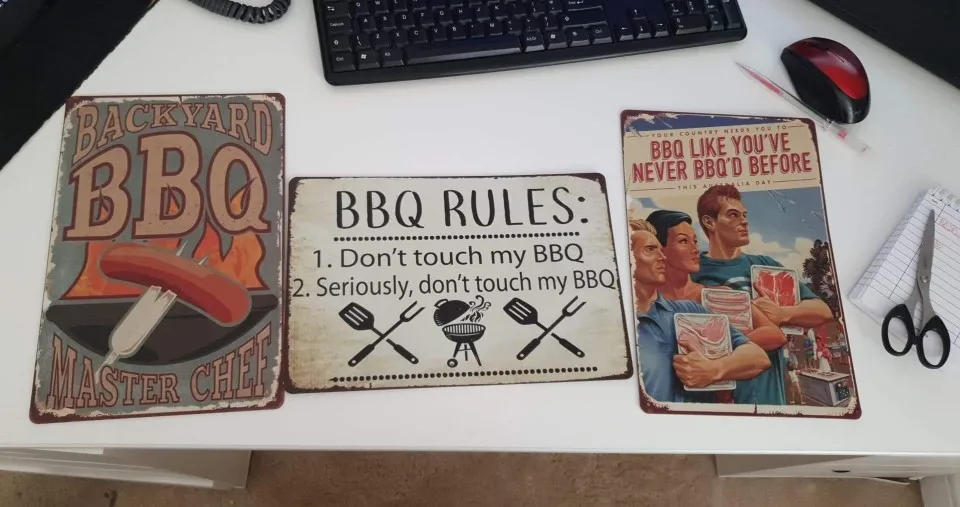 BACKYARD
BBQ
MASTER CHEF
BBQ RULES:
1. Don't touch my BBQ
2. Seriously, don't touch my BBQ
YOUR COUNTRY NEEDS YOU TO
BBQ LIKE YOU'VE
NEVER BBQ'D BEFORE
THIS AUSTRALIA DAY